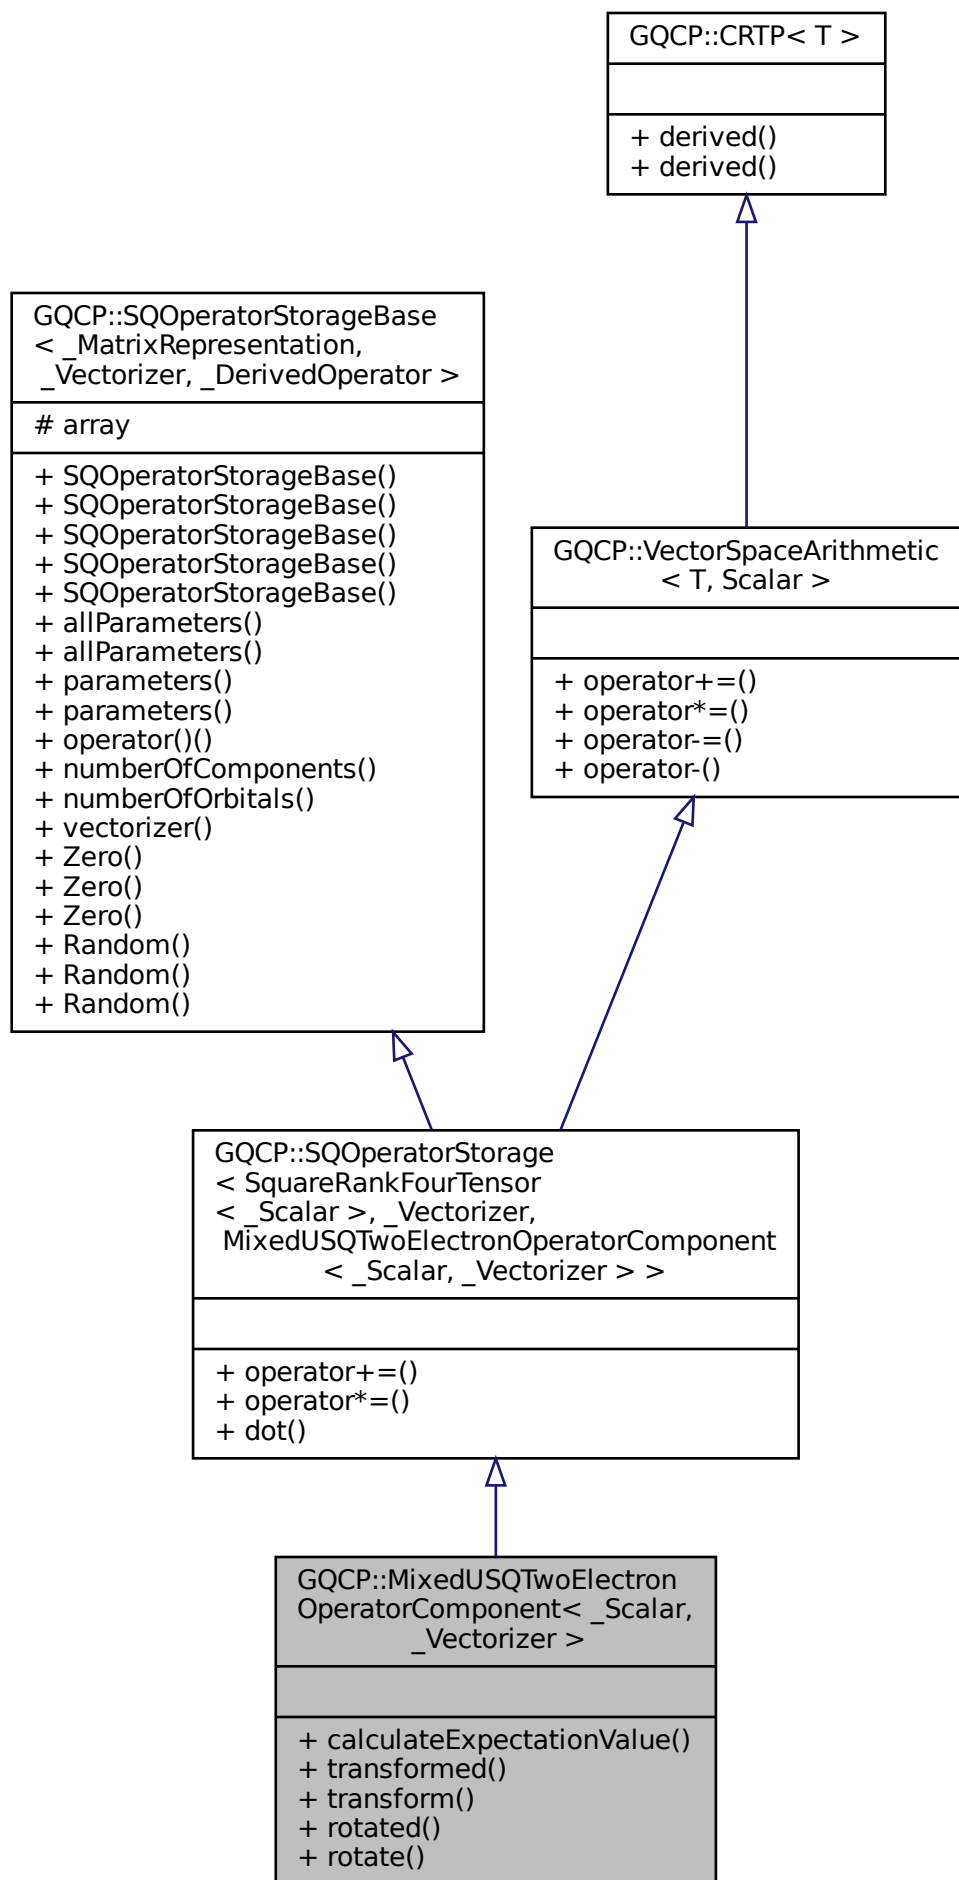 GQCP::CRTP< T >
+ derived()
+ derived()
GQCP::SQOperatorStorageBase
< _MatrixRepresentation,
_Vectorizer, _DerivedOperator >
# array
+ SQOperatorStorageBase()
+ SQOperatorStorageBase()
+ SQOperatorStorageBase()
+ SQOperatorStorageBase()
+ SQOperatorStorageBase()
+ allParameters()
+ allParameters()
+ parameters()
+ parameters()
+ operator()()
+ numberOfComponents()
+ numberOfOrbitals()
+ vectorizer()
+ Zero()
+ Zero()
+ Zero()
+ Random()
+ Random()
+ Random()
GQCP::VectorSpaceArithmetic
< T, Scalar >
+ operator+=()
+ operator*=()
+ operator-=()
+ operator-()
GQCP::SQOperatorStorage
< SquareRankFourTensor
< _Scalar >, _Vectorizer,
MixedUSQTwoElectronOperatorComponent
< _Scalar, _Vectorizer > >
+ operator+=()
+ operator*=()
+ dot()
GQCP::MixedUSQTwoElectron
OperatorComponent< _Scalar,
_Vectorizer >
+ calculateExpectationValue()
+ transformed()
+ transform()
+ rotated()
+ rotate()